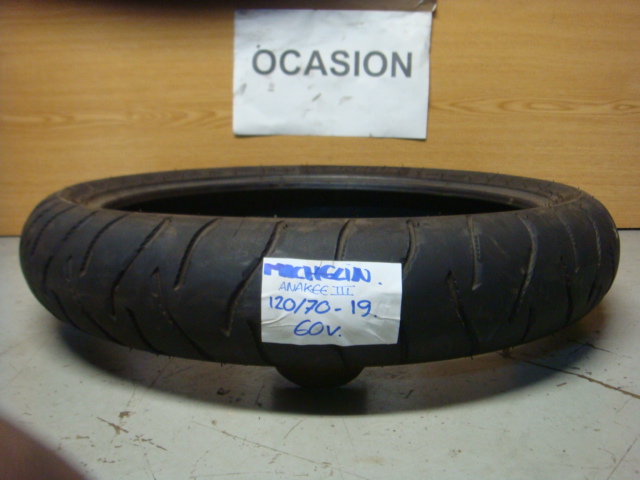 OCASION
MICHELIN.
ANAKEE III
120/70-19.
60V.